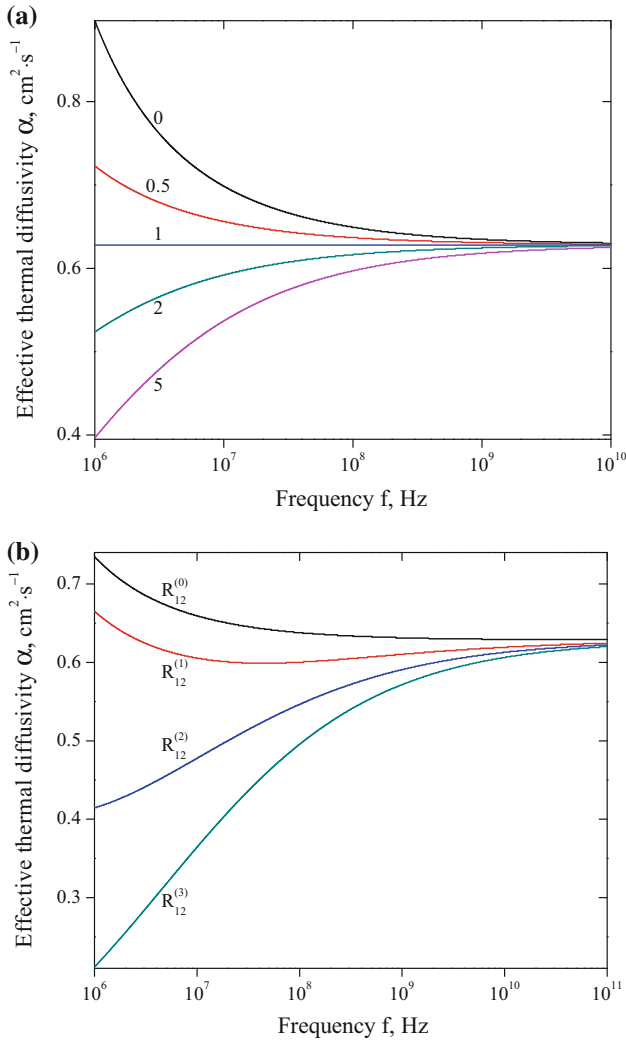 (a)
Effective thermal diffusivity α, cm²·s⁻¹
0.8
0.6
0.4
0
0.5
1
2
5
10⁶ 10⁷ 10⁸ 10⁹ 10¹⁰
Frequency f, Hz
(b)
Effective thermal diffusivity α, cm²·s⁻¹
0.7
0.6
0.5
0.4
0.3
R₁₂⁽⁰⁾
R₁₂⁽¹⁾
R₁₂⁽²⁾
R₁₂⁽³⁾
10⁶ 10⁷ 10⁸ 10⁹ 10¹⁰ 10¹¹
Frequency f, Hz